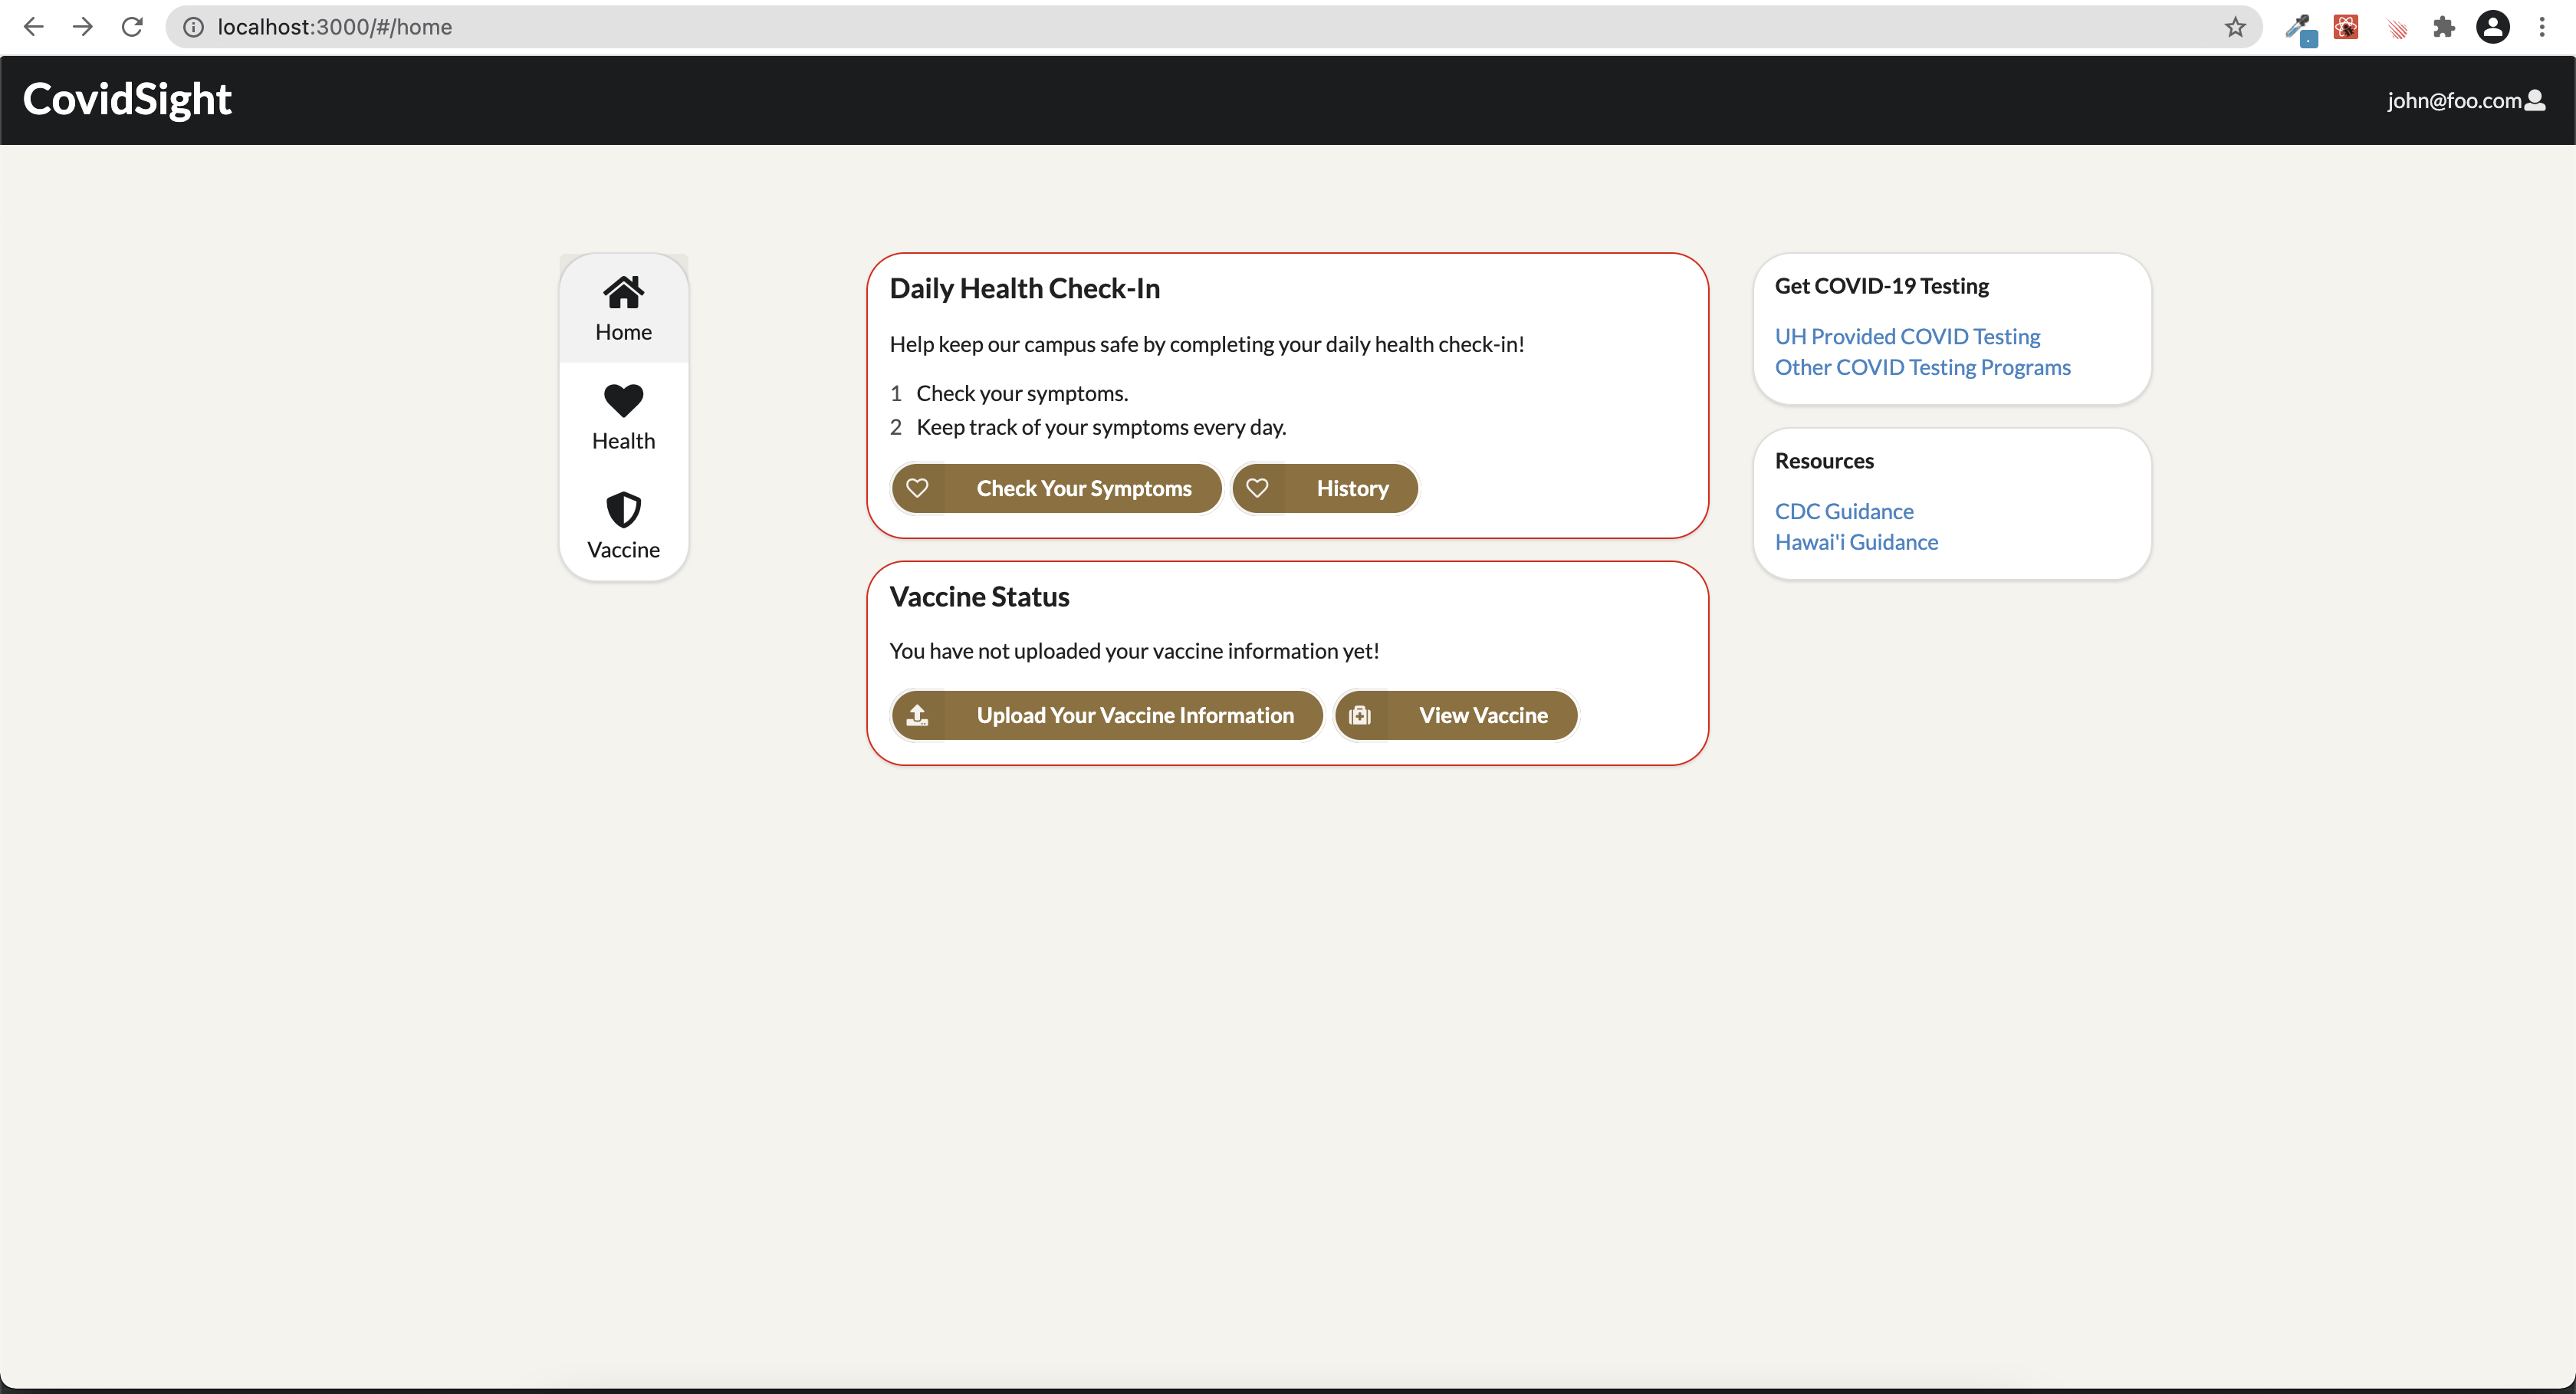 localhost:3000/#/home
CovidSight
john@foo.com
Home
Health
Vaccine
Daily Health Check-In
Help keep our campus safe by completing your daily health check-in!
1 Check your symptoms.
2 Keep track of your symptoms every day.
Check Your Symptoms
History
Vaccine Status
You have not uploaded your vaccine information yet!
Upload Your Vaccine Information
View Vaccine
Get COVID-19 Testing
UH Provided COVID Testing
Other COVID Testing Programs
Resources
CDC Guidance
Hawai'i Guidance